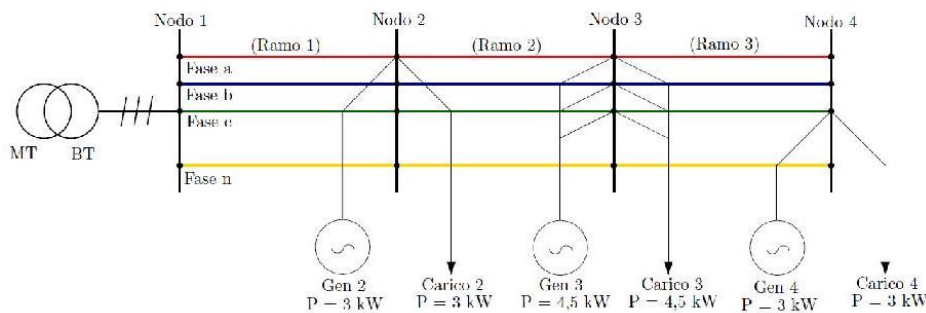 Nodo 1 Nodo 2 Nodo 3 Nodo 4
(Ramo 1) (Ramo 2) (Ramo 3)
Fase a
Fase b
Fase c
MT BT
Fase n
Gen 2 Carico 2 Gen 3 Carico 3 Gen 4 Carico 4
P = 3 kW P = 3 kW P = 4,5 kW P = 4,5 kW P = 3 kW P = 3 kW